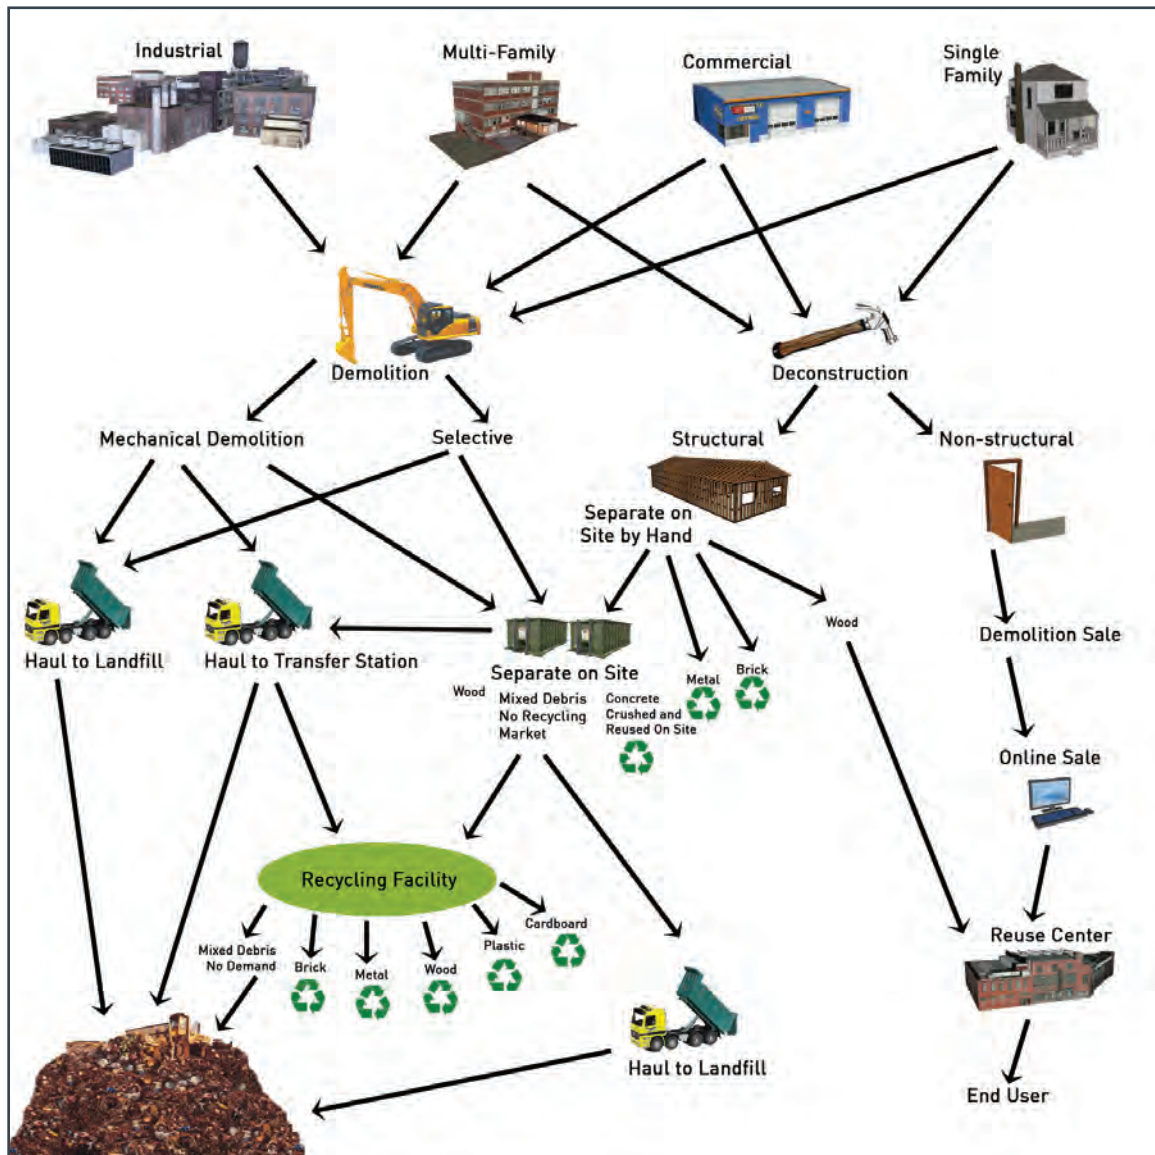 Industrial
Multi-Family
Commercial
Single
Family
Demolition
Deconstruction
Mechanical Demolition
Selective
Structural
Non-structural
Separate on
Site by Hand
Haul to Landfill
Haul to Transfer Station
Separate on Site
Wood
Mixed Debris
No Recycling
Market
Concrete
Crushed and
Reused On Site
Metal
Brick
Wood
Demolition Sale
Online Sale
Recycling Facility
Mixed Debris
No Demand
Brick
Metal
Wood
Plastic
Cardboard
Reuse Center
Haul to Landfill
End User